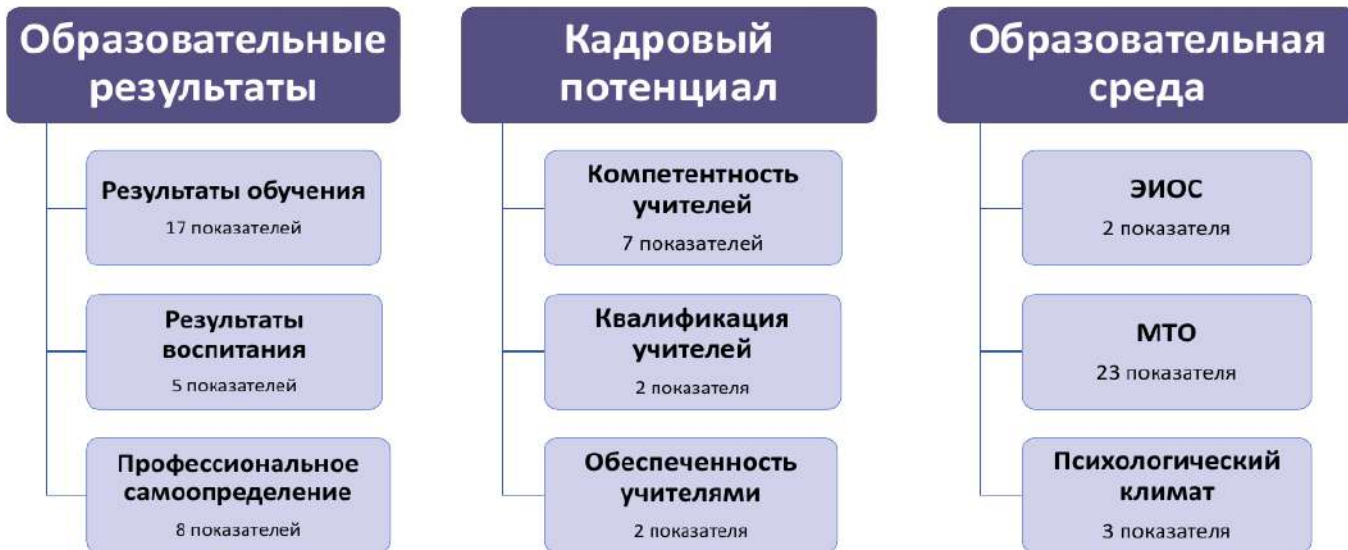 Образовательные
результаты
Результаты обучения
17 показателей
Результаты
воспитания
5 показателей
Профессиональное
самоопределение
8 показателей
Кадровый
потенциал
Компетентность
учителей
7 показателей
Квалификация
учителей
2 показателя
Обеспеченность
учителями
2 показателя
Образовательная
среда
ЭИОС
2 показателя
МТО
23 показателя
Психологический
климат
3 показателя